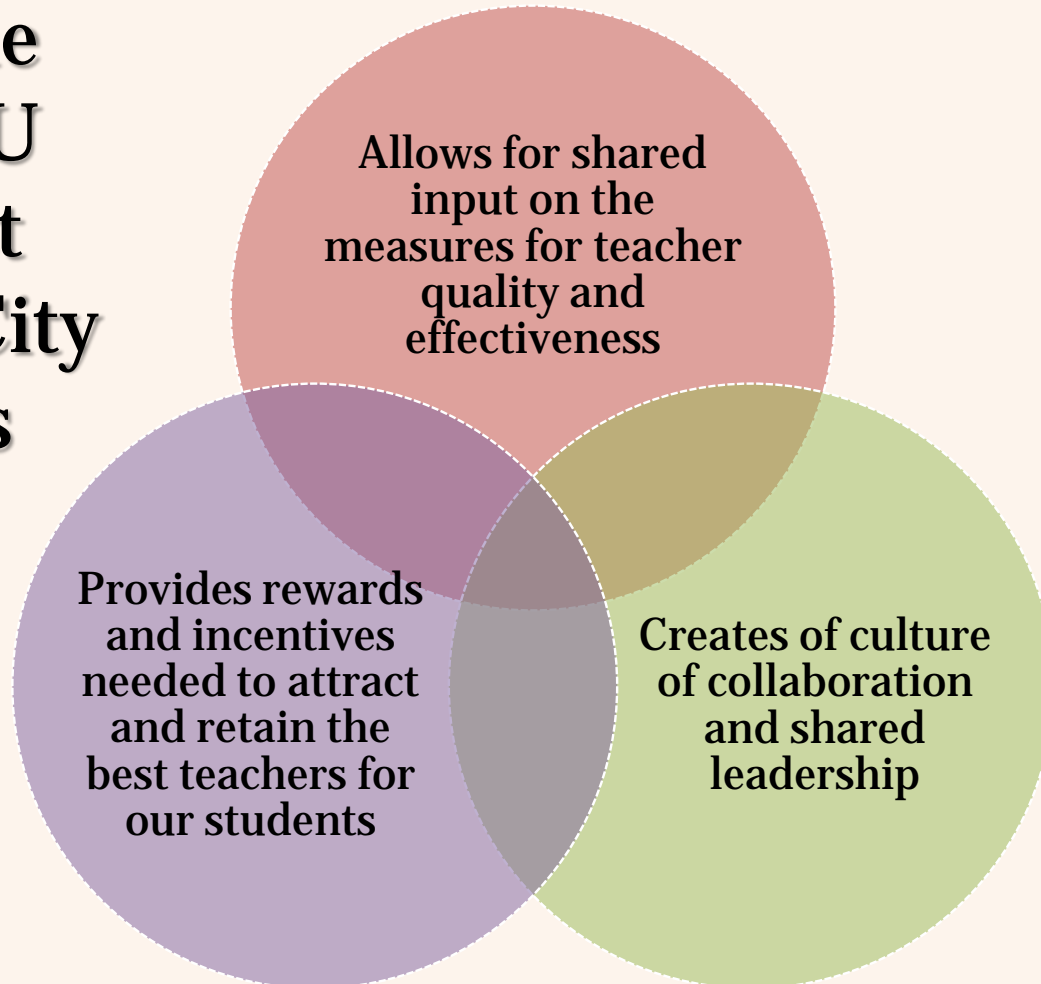 e
U
t
City
s
Allows for shared
input on the
measures for teacher
quality and
effectiveness
Provides rewards
and incentives
needed to attract
and retain the
best teachers for
our students
Creates of culture
of collaboration
and shared
leadership